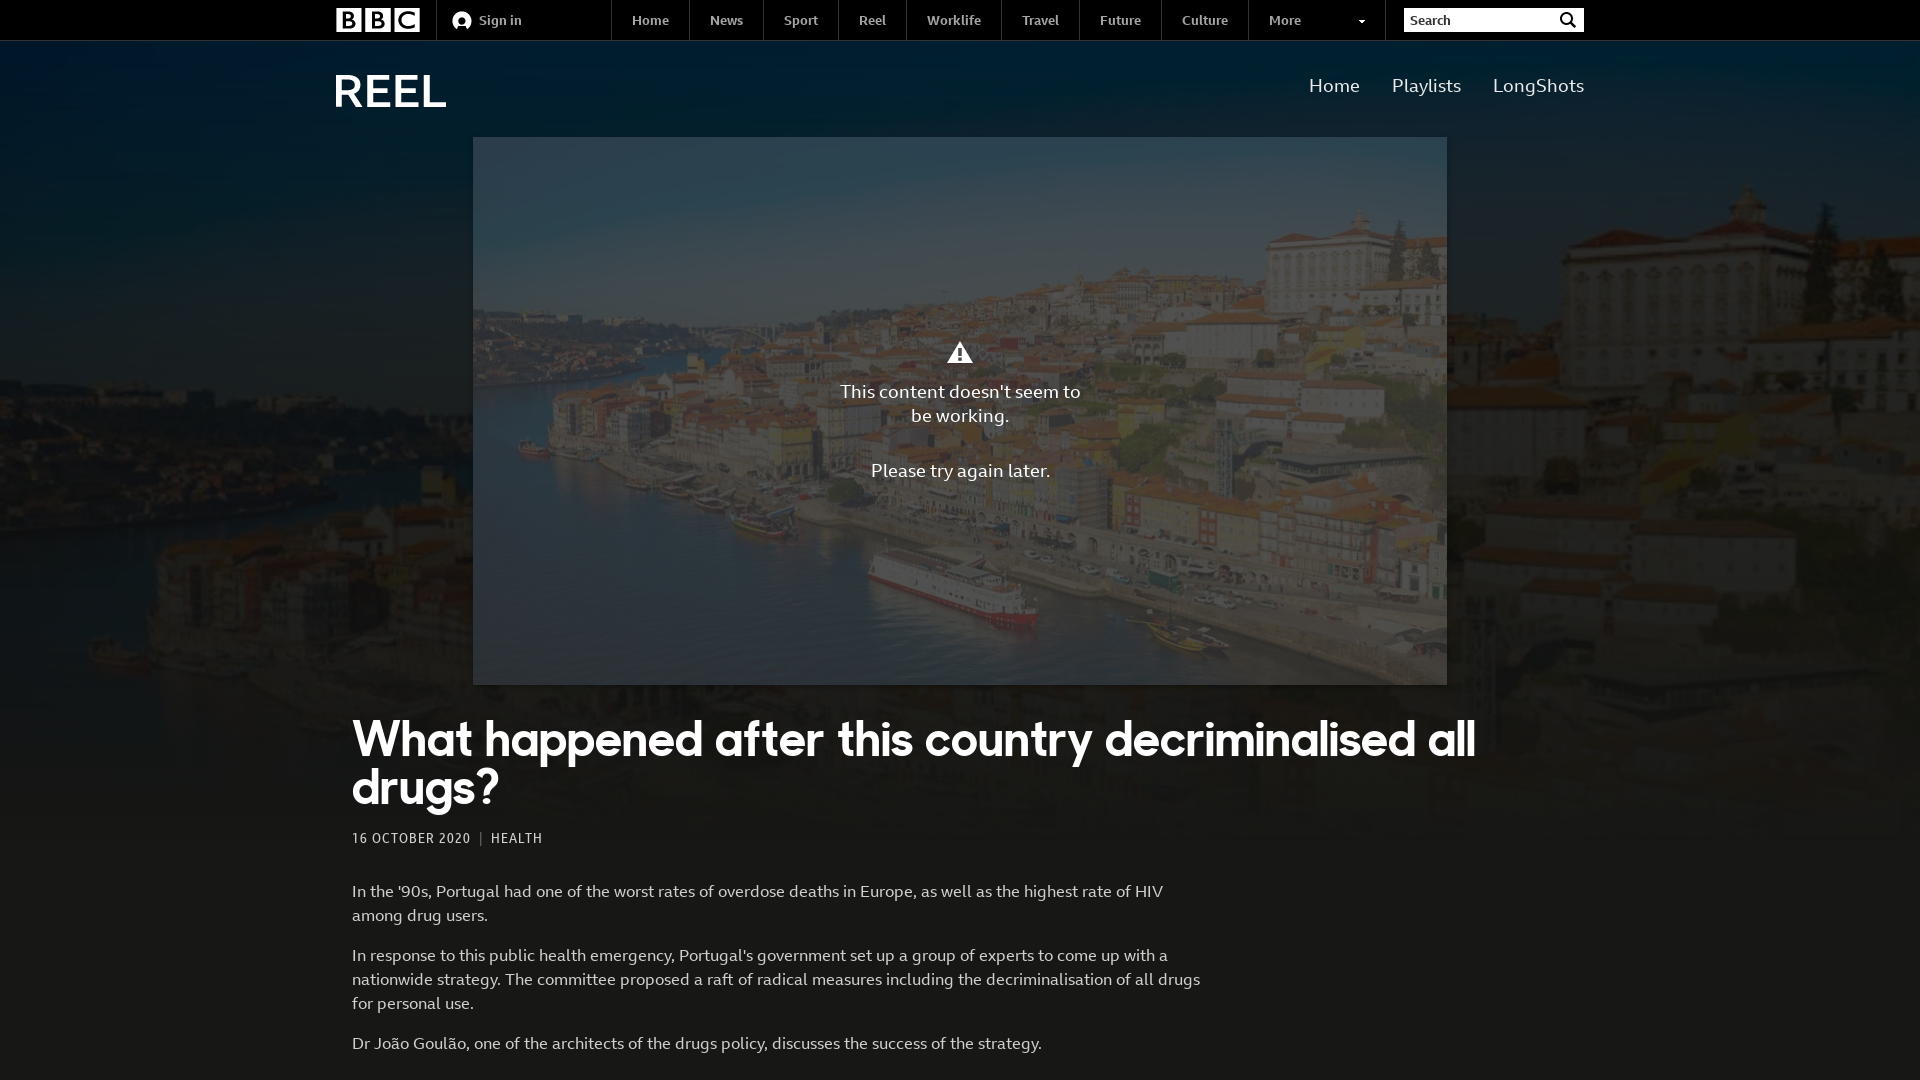 BBC
Sign in
Home
News
Sport
Reel
Worklife
Travel
Future
Culture
More
Search
REEL
Home
Playlists
LongShots
This content doesn't seem to
be working.
Please try again later.
What happened after this country decriminalised all
drugs?
16 OCTOBER 2020 | HEALTH
In the '90s, Portugal had one of the worst rates of overdose deaths in Europe, as well as the highest rate of HIV
among drug users.
In response to this public health emergency, Portugal's government set up a group of experts to come up with a
nationwide strategy. The committee proposed a raft of radical measures including the decriminalisation of all drugs
for personal use.
Dr João Goulão, one of the architects of the drugs policy, discusses the success of the strategy.